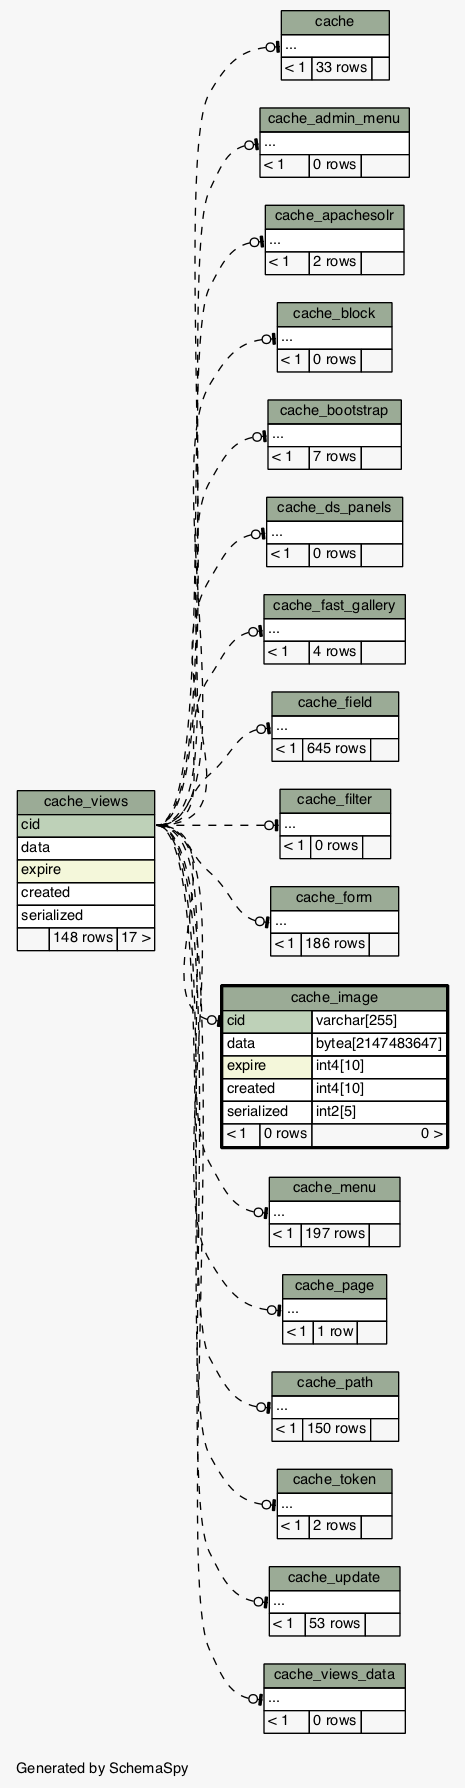 cache
...
< 1 33 rows
cache_admin_menu
...
< 1 0 rows
cache_apachesolr
...
< 1 2 rows
cache_block
...
< 1 0 rows
cache_bootstrap
...
< 1 7 rows
cache_ds_panels
...
< 1 0 rows
cache_fast_gallery
...
< 1 4 rows
cache_field
...
< 1 645 rows
cache_views
cid
data
expire
created
serialized
148 rows 17 >
cache_filter
...
< 1 0 rows
cache_form
...
< 1 186 rows
cache_image
cid varchar[255]
data bytea[2147483647]
expire int4[10]
created int4[10]
serialized int2[5]
< 1 0 rows 0 >
cache_menu
...
< 1 197 rows
cache_page
...
< 1 1 row
cache_path
...
< 1 150 rows
cache_token
...
< 1 2 rows
cache_update
...
< 1 53 rows
cache_views_data
...
< 1 0 rows
Generated by SchemaSpy